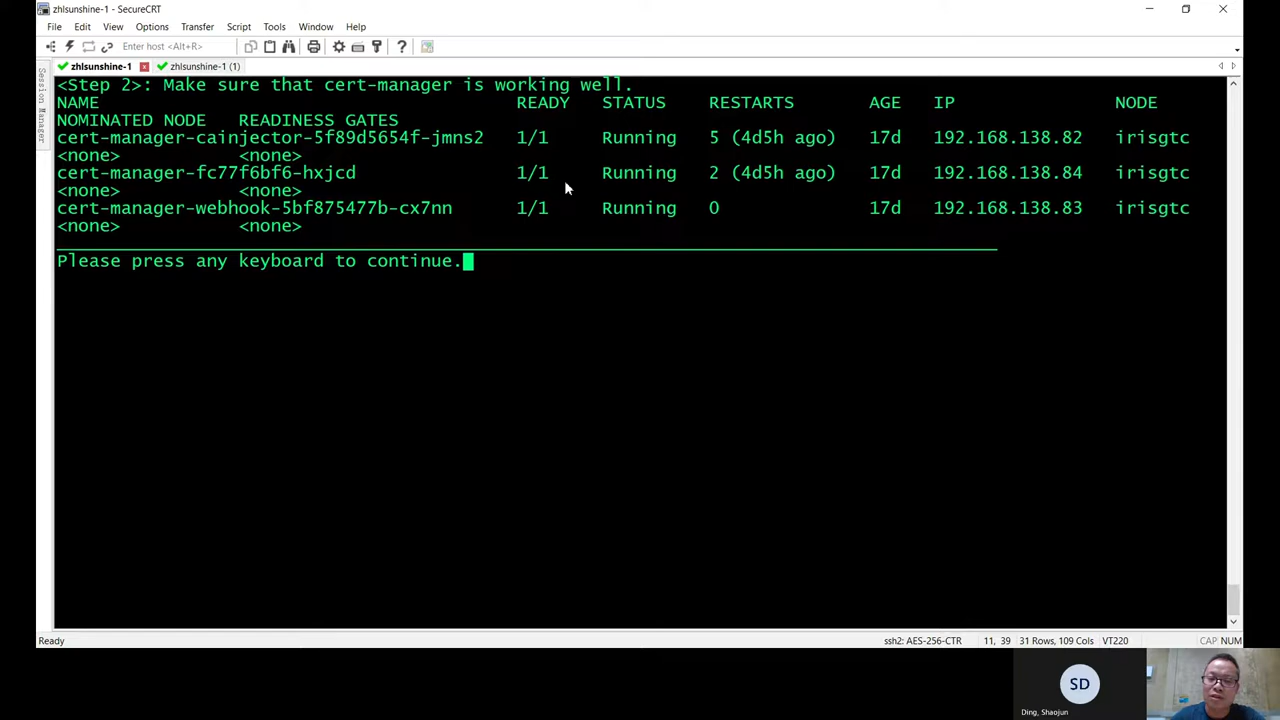 zhlsunshine-1 - SecureCRT
File Edit View Options Transfer Script Tools Window Help
Enter host <Alt+R>
Session Manager
zhlsunshine-1 zhlsunshine-1 (1)
<Step 2>: Make sure that cert-manager is working well.
NAME READY STATUS RESTARTS AGE IP NODE
NOMINATED NODE READINESS GATES
cert-manager-cainjector-5f89d5654f-jmns2 1/1 Running 5 (4d5h ago) 17d 192.168.138.82 irisgtc
<none> <none>
cert-manager-fc77f6bf6-hxjcd 1/1 Running 2 (4d5h ago) 17d 192.168.138.84 irisgtc
<none> <none>
cert-manager-webhook-5bf875477b-cx7nn 1/1 Running 0 17d 192.168.138.83 irisgtc
<none> <none>
Please press any keyboard to continue.
Ready ssh2: AES-256-CTR 11, 39 31 Rows, 109 Cols VT220 CAP NUM
SD
Ding, Shaojun